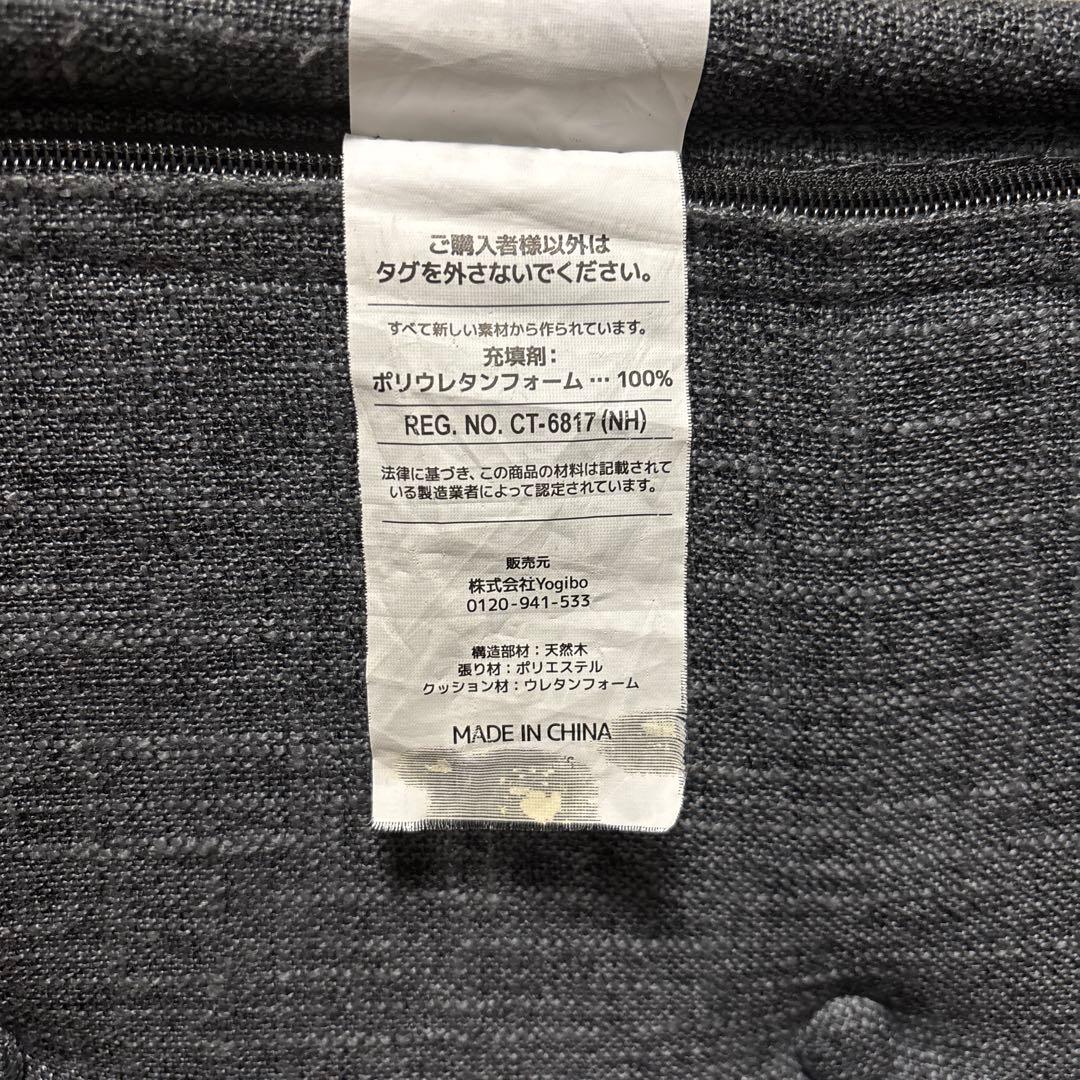 ご購入者様以外は
タグを外さないでください。
すべて新しい素材から作られています。
充填剤：
ポリウレタンフォーム … 100%
REG. NO. CT-6817 (NH)
法律に基づき、この商品の材料は記載されて
いる製造業者によって認定されています。
販売元
株式会社Yogibo
0120-941-533
構造部材：天然木
張り材：ポリエステル
クッション材：ウレタンフォーム
MADE IN CHINA